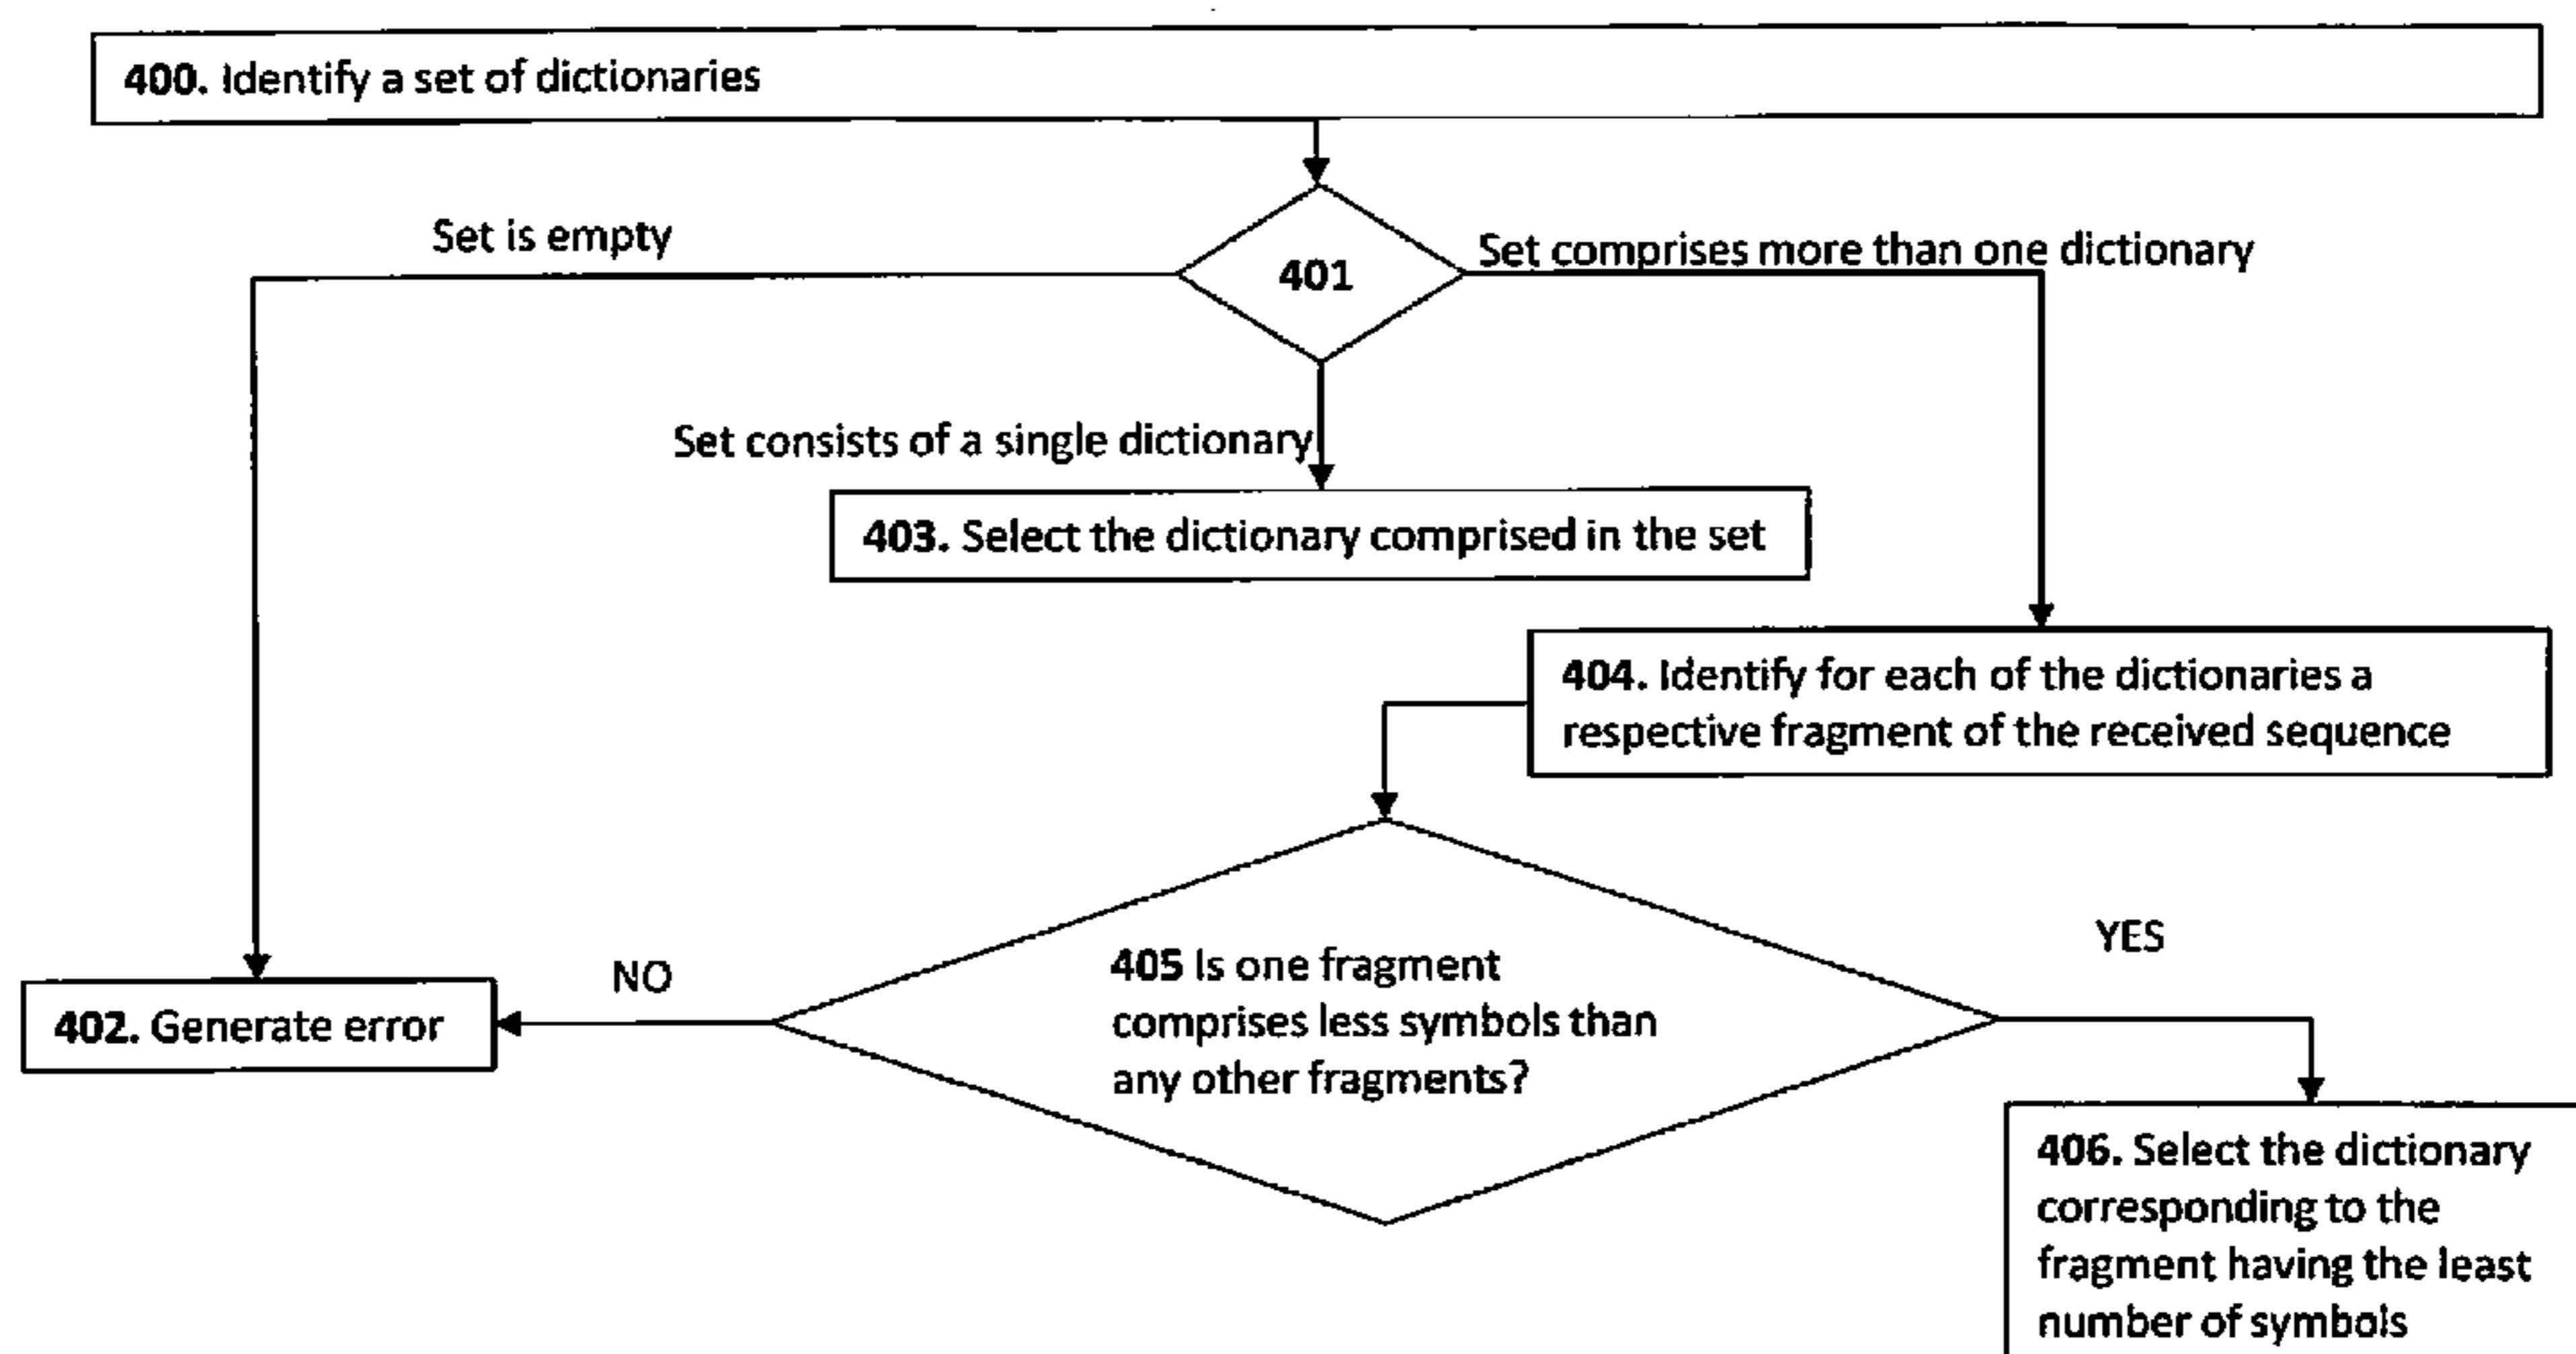 400. Identify a set of dictionaries
Set is empty
401
Set comprises more than one dictionary
Set consists of a single dictionary
403. Select the dictionary comprised in the set
404. Identify for each of the dictionaries a
respective fragment of the received sequence
405 Is one fragment
comprises less symbols than
any other fragments?
NO
YES
402. Generate error
406. Select the dictionary
corresponding to the
fragment having the least
number of symbols